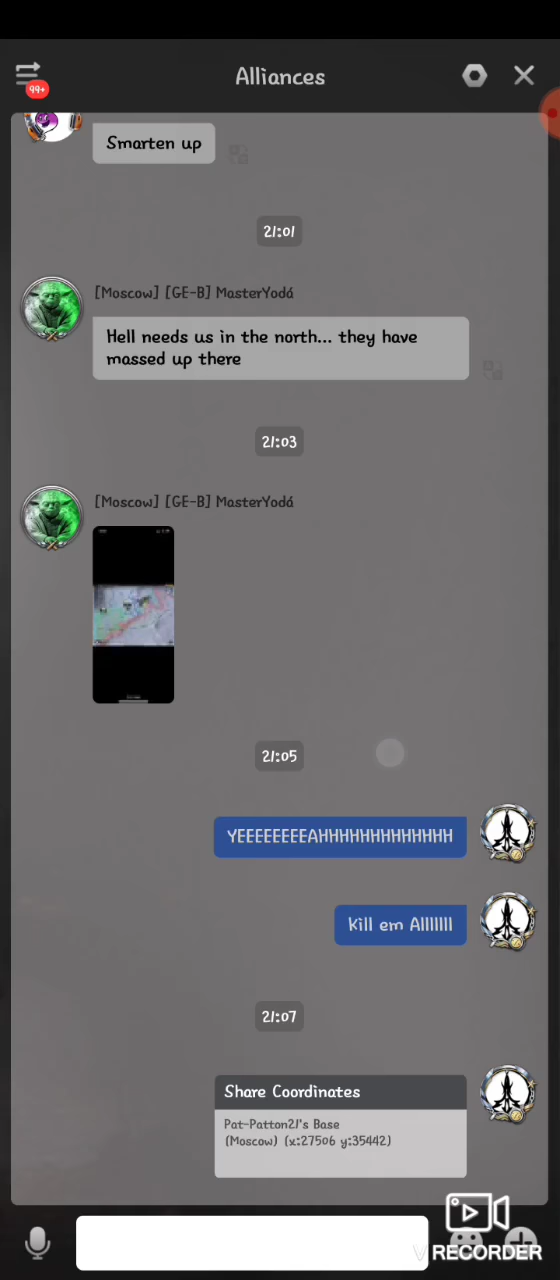 Alliances
99+
Smarten up
21:01
[Moscow] [GE-B] MasterYodá
Hell needs us in the north... they have
massed up there
21:03
[Moscow] [GE-B] MasterYodá
21:05
YEEEEEEEEAHHHHHHHHHHHHH
Kill em Alllllll
21:07
Share Coordinates
Pat-Patton21's Base
(Moscow) (x:27506 y:35442)
V RECORDER